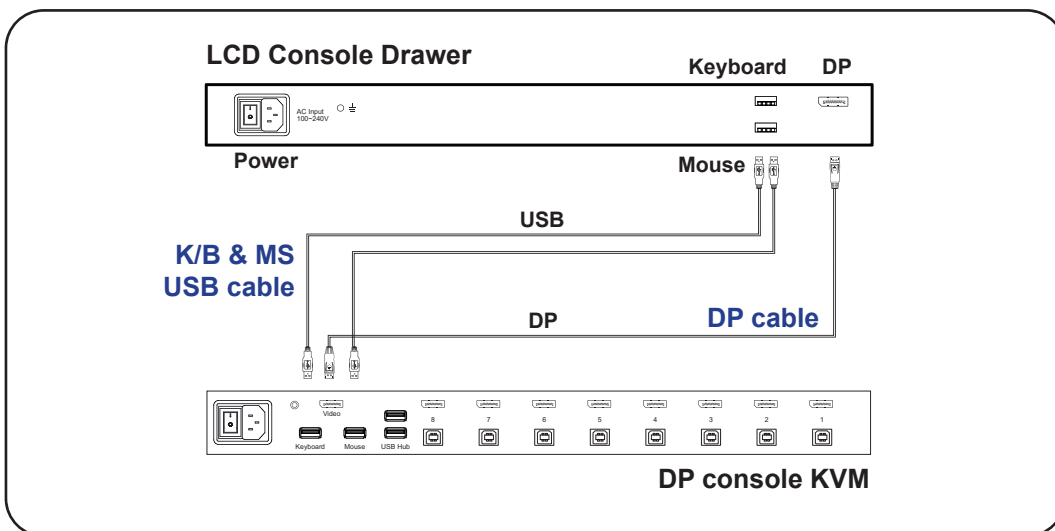 LCD Console Drawer
Keyboard
DP
AC Input
100~240V
Power
Mouse
USB
K/B & MS
USB cable
DP
DP cable
Video
8
7
6
5
4
3
2
1
Keyboard
Mouse
USB Hub
DP console KVM